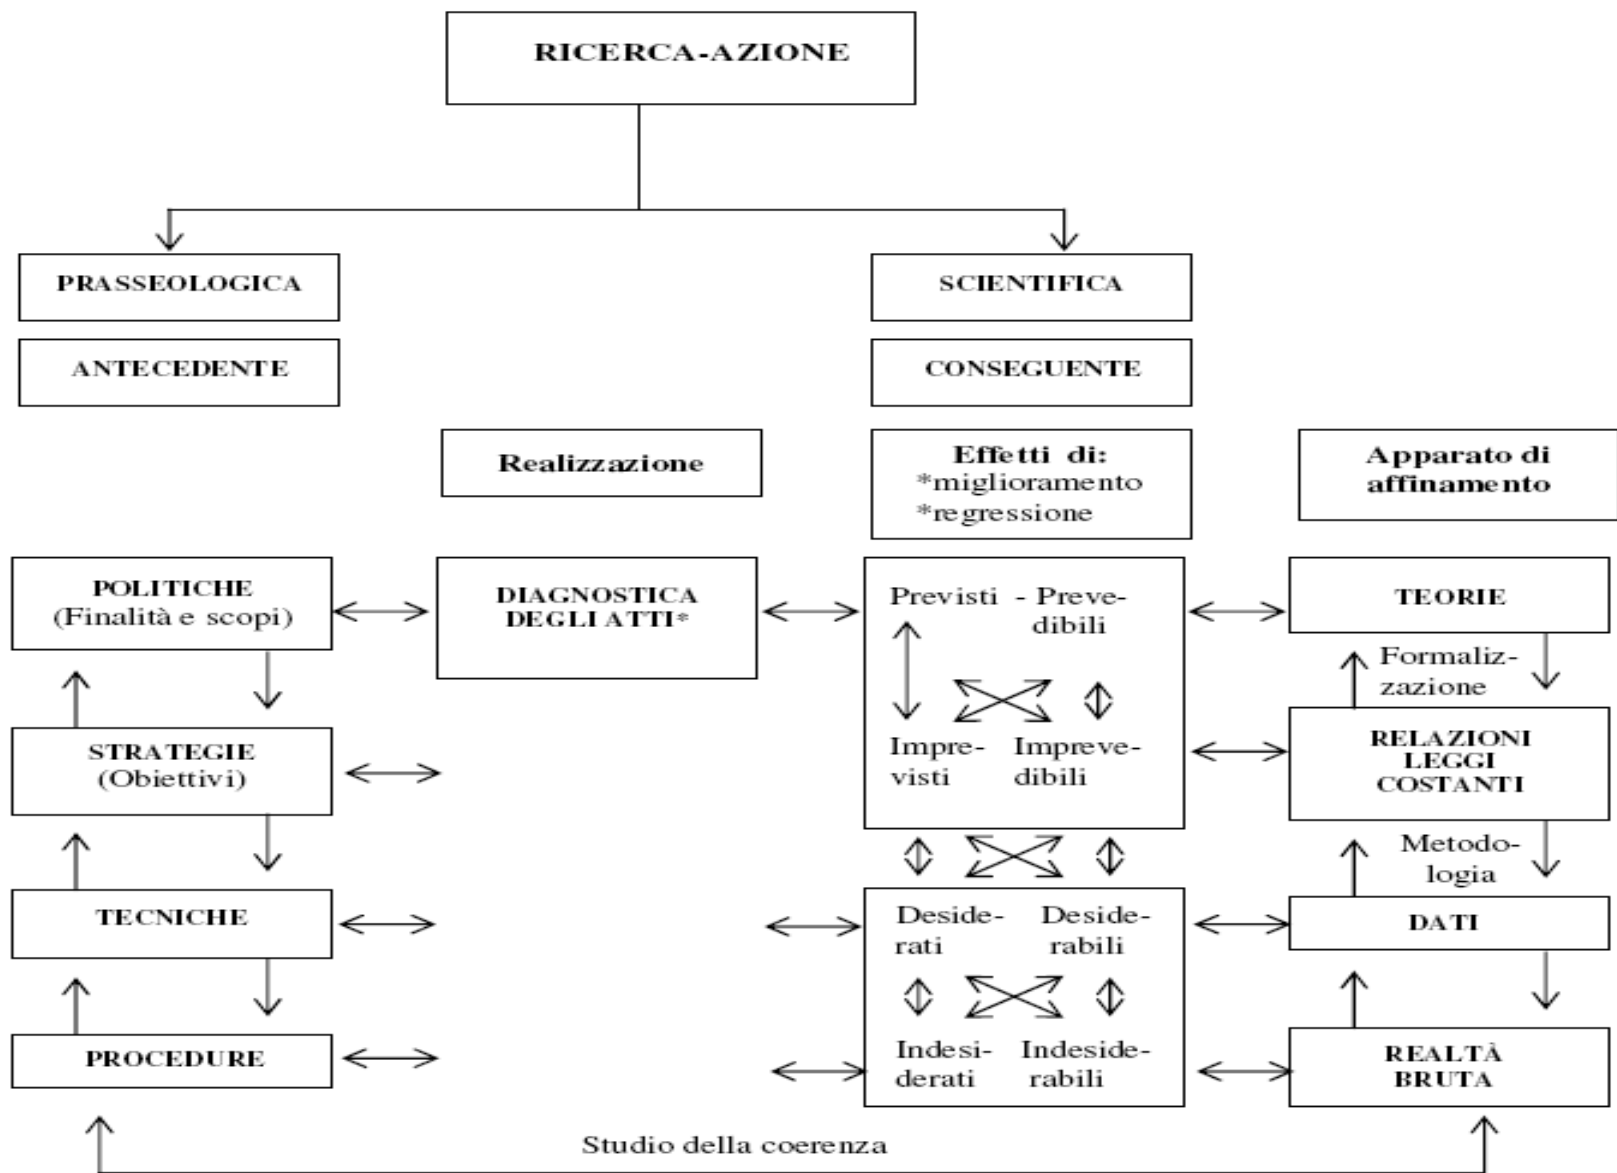 RICERCA-AZIONE
PRASSEOLOGICA
SCIENTIFICA
ANTECEDENTE
CONSEGUENTE
Realizzazione
Effetti di:
*miglioramento
*regressione
Apparato di
affinamento
POLITICHE
(Finalità e scopi)
DIAGNOSTICA
DEGLI ATTI*
Previsti - Preve-
dibili
TEORIE
Formaliz-
zazione
STRATEGIE
(Obiettivi)
Impre-
visti
Impreve-
dibili
RELAZIONI
LEGGI
COSTANTI
Metodo-
logia
TECNICHE
Deside-
rati
Deside-
rabili
DATI
PROCEDURE
Indesi-
derati
Indeside-
rabili
REALTÀ
BRUTA
Studio della coerenza